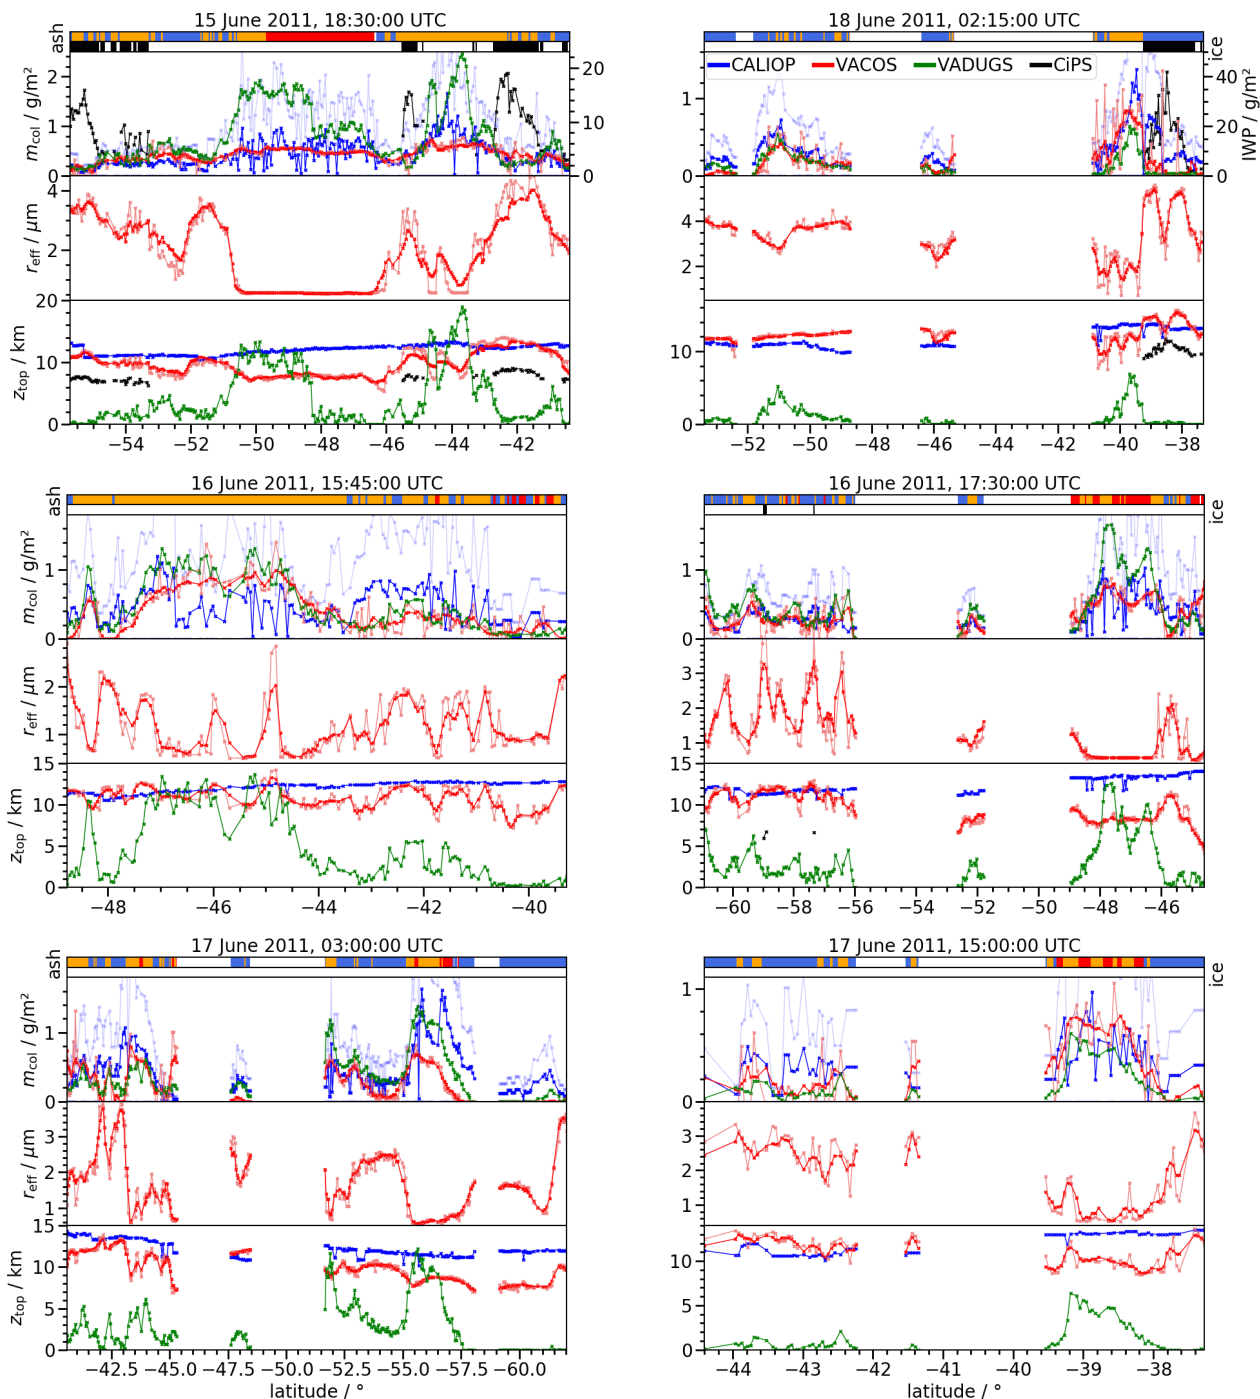 15 June 2011, 18:30:00 UTC
ash
2
1
0
m_col / g/m²
20
10
0
4
2
r_eff / μm
20
10
0
z_top / km
−54 −52 −50 −48 −46 −44 −42
18 June 2011, 02:15:00 UTC
ice
CALIOP VACOS VADUGS CiPS
1
0
40
20
0
IWP / g/m²
4
2
10
0
−52 −50 −48 −46 −44 −42 −40 −38
16 June 2011, 15:45:00 UTC
1
0
m_col / g/m²
2
1
r_eff / μm
15
10
5
0
z_top / km
−48 −46 −44 −42 −40
16 June 2011, 17:30:00 UTC
ice
1
0
3
2
1
15
10
5
0
−60 −58 −56 −54 −52 −50 −48 −46
17 June 2011, 03:00:00 UTC
ash
1
0
m_col / g/m²
3
2
1
r_eff / μm
15
10
5
0
z_top / km
−42.5 −45.0 −47.5 −50.0 −52.5 −55.0 −57.5 −60.0
latitude / °
17 June 2011, 15:00:00 UTC
ice
1
0
3
2
1
10
5
0
−44 −43 −42 −41 −40 −39 −38
latitude / °